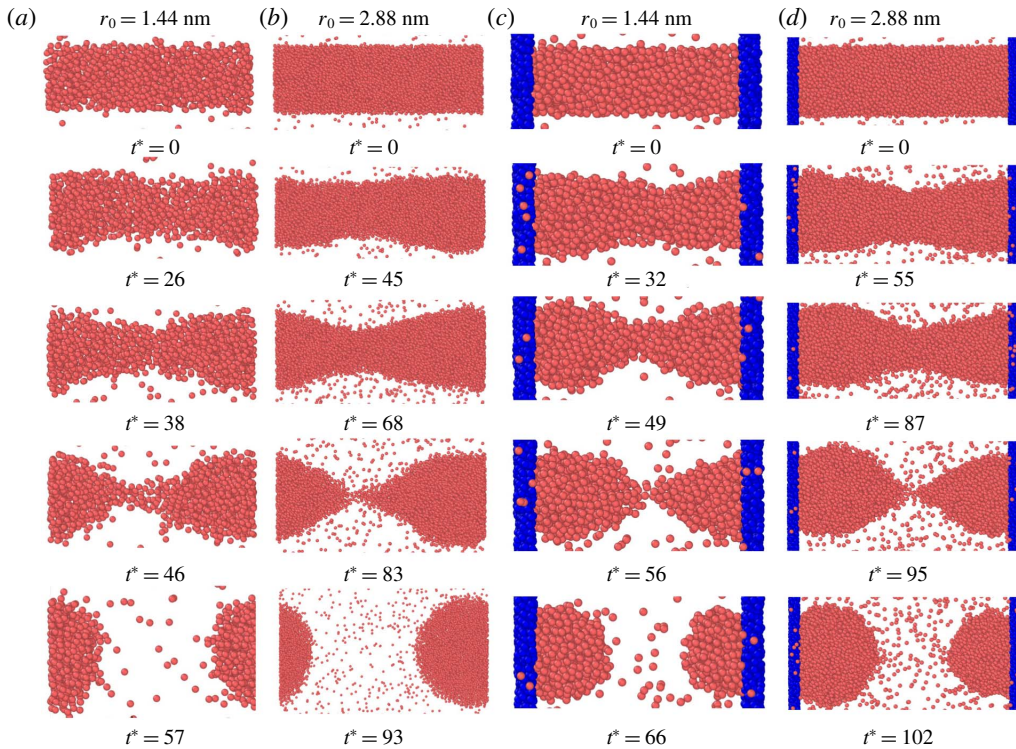 (a) r₀ = 1.44 nm (b) r₀ = 2.88 nm (c) r₀ = 1.44 nm (d) r₀ = 2.88 nm
t* = 0 t* = 0 t* = 0 t* = 0
t* = 26 t* = 45 t* = 32 t* = 55
t* = 38 t* = 68 t* = 49 t* = 87
t* = 46 t* = 83 t* = 56 t* = 95
t* = 57 t* = 93 t* = 66 t* = 102